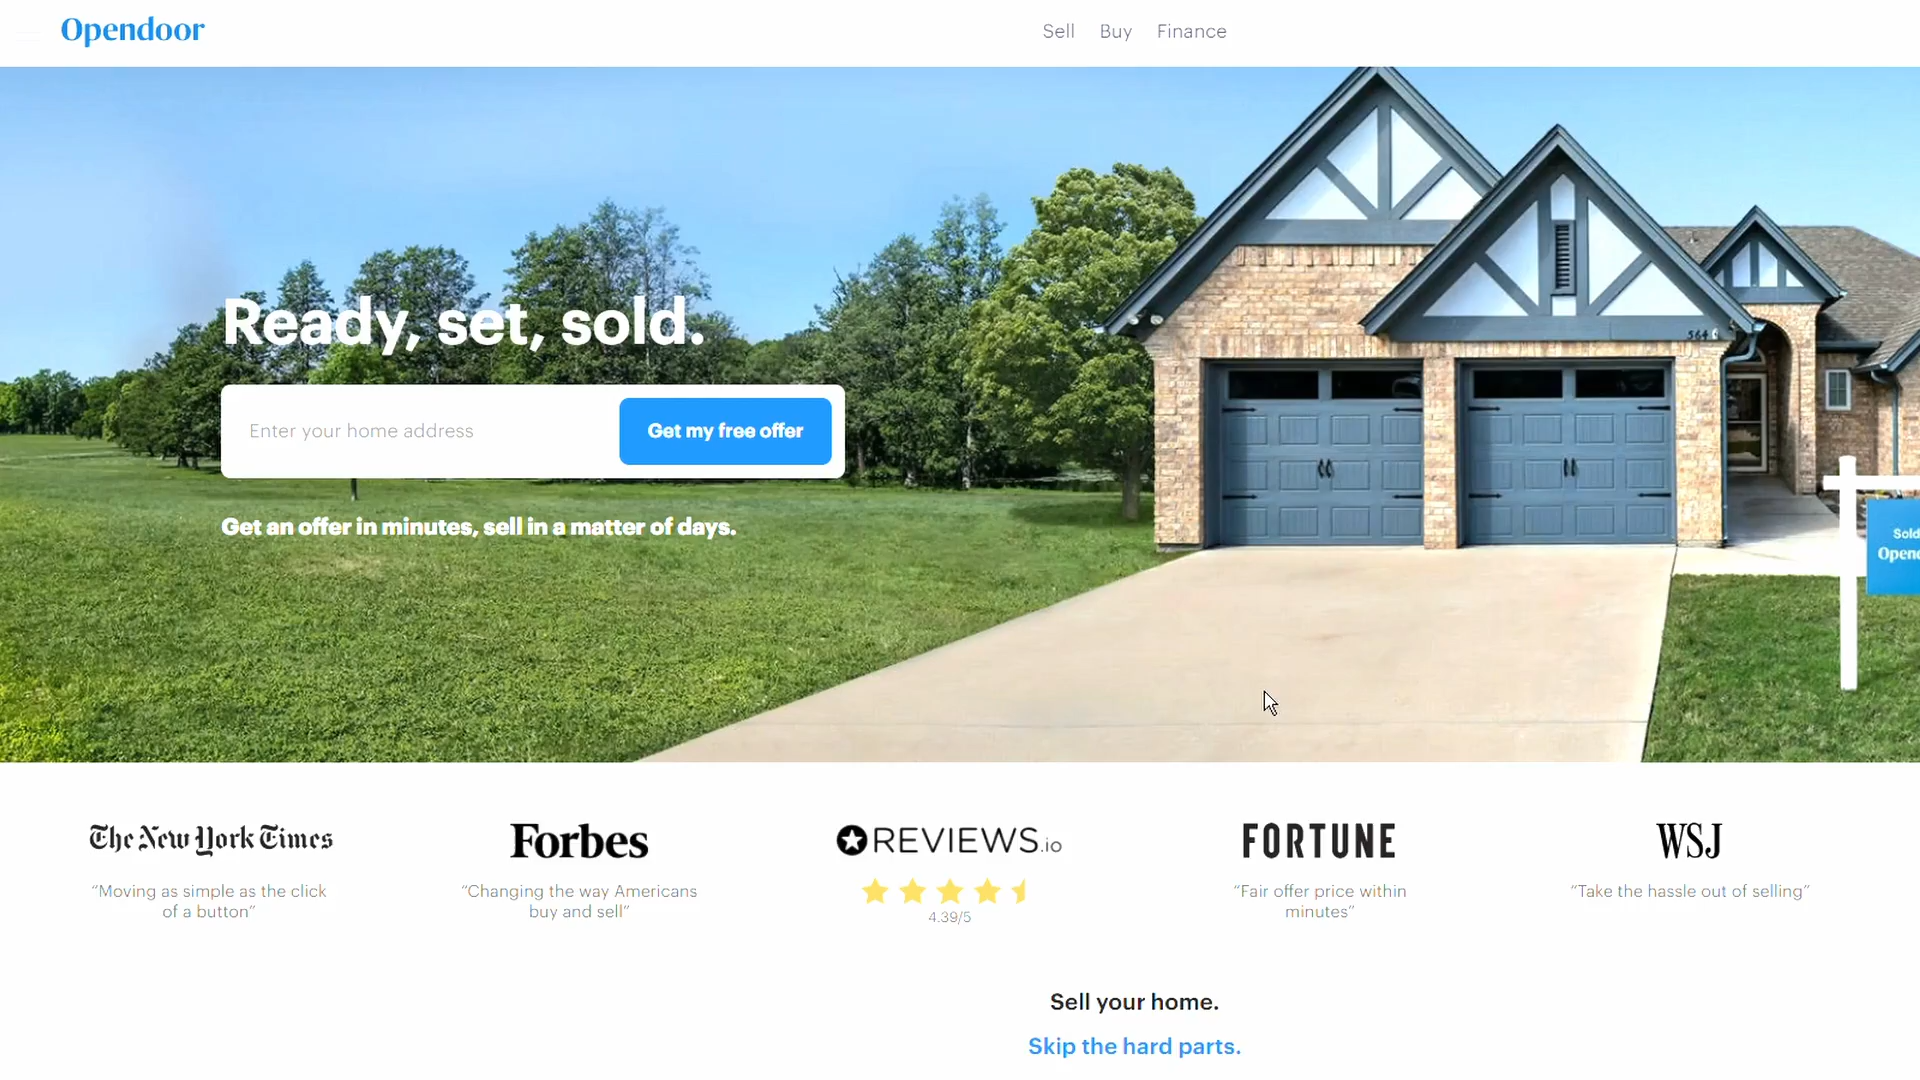 Opendoor
Sell Buy Finance
Ready, set, sold.
Enter your home address
Get my free offer
Get an offer in minutes, sell in a matter of days.
564
Sold
Openc
The New York Times
"Moving as simple as the click
of a button"
Forbes
"Changing the way Americans
buy and sell"
REVIEWS.io
4.39/5
FORTUNE
"Fair offer price within
minutes"
WSJ
"Take the hassle out of selling"
Sell your home.
Skip the hard parts.